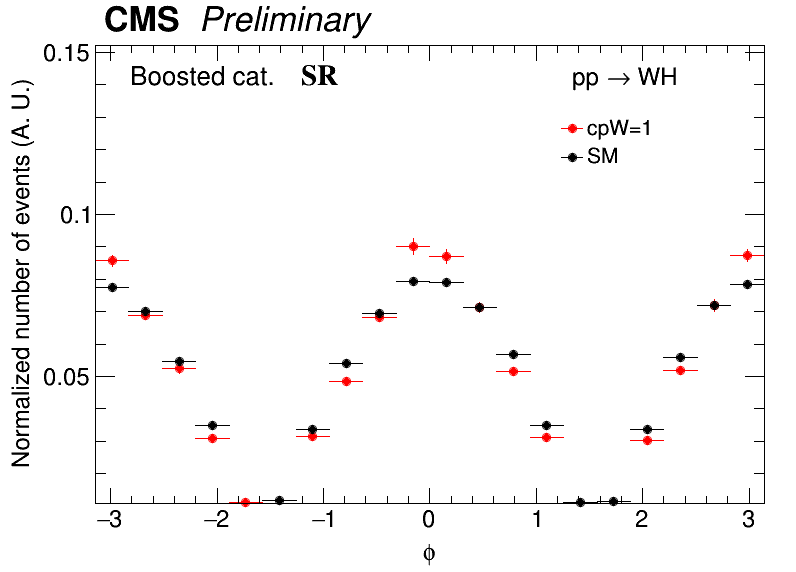 CMS Preliminary
Normalized number of events (A. U.)
0.15
0.1
0.05
Boosted cat. SR
pp → WH
cpW=1
SM
−3 −2 −1 0 1 2 3
ϕ